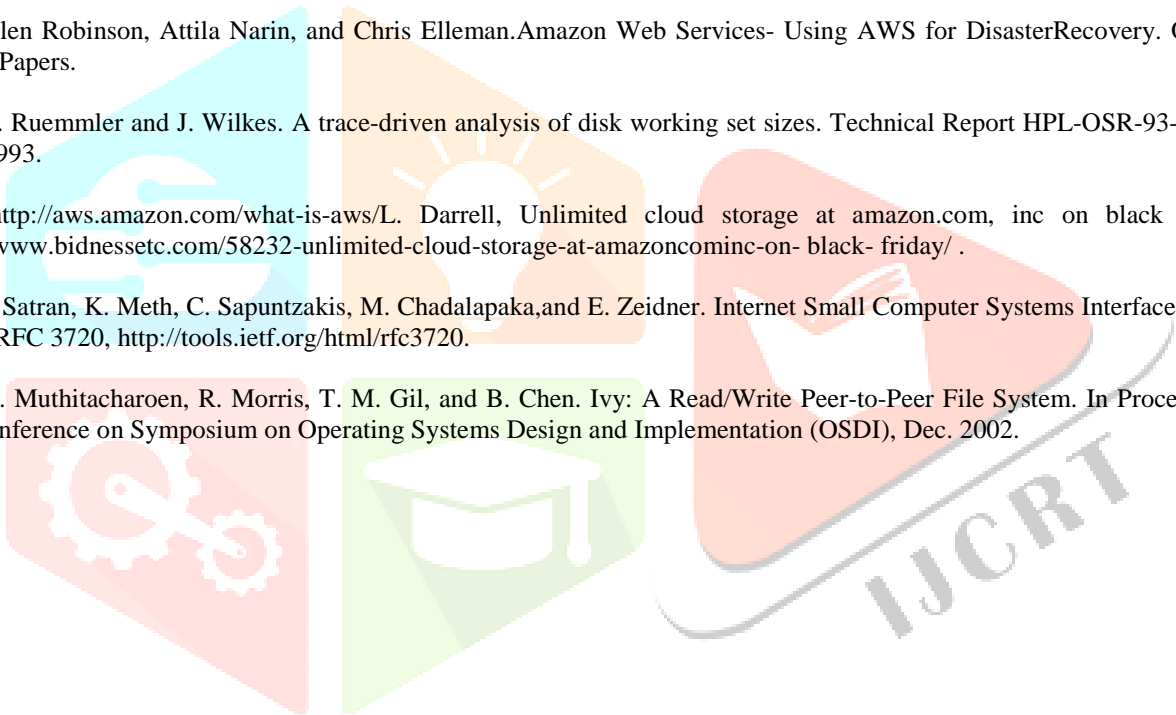 len Robinson, Attila Narin, and Chris Elleman.Amazon Web Services- Using AWS for DisasterRecovery.
Papers.
. Ruemmler and J. Wilkes. A trace-driven analysis of disk working set sizes. Technical Report HPL-OSR-93-
993.
ttp://aws.amazon.com/what-is-aws/L. Darrell, Unlimited cloud storage at amazon.com, inc on black
www.bidnessetc.com/58232-unlimited-cloud-storage-at-amazoncominc-on- black- friday/ .
Satran, K. Meth, C. Sapuntzakis, M. Chadalapaka,and E. Zeidner. Internet Small Computer Systems Interface
RFC 3720, http://tools.ietf.org/html/rfc3720.
. Muthitacharoen, R. Morris, T. M. Gil, and B. Chen. Ivy: A Read/Write Peer-to-Peer File System. In Proce
nference on Symposium on Operating Systems Design and Implementation (OSDI), Dec. 2002.
IJCRT